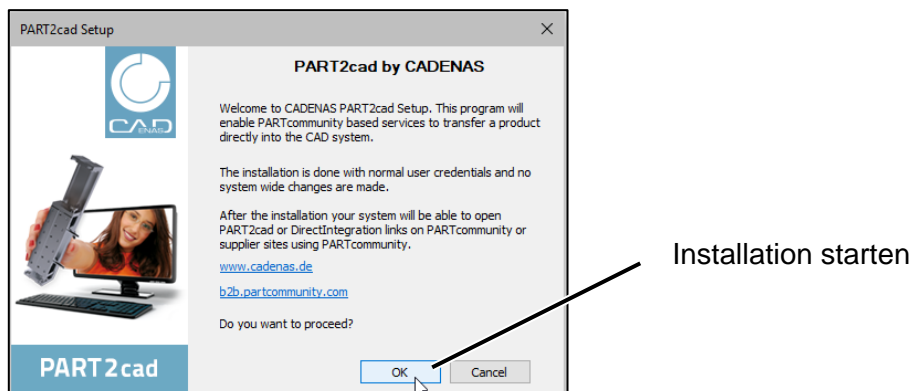 PART2cad Setup
CADENAS
PART2cad by CADENAS
Welcome to CADENAS PART2cad Setup. This program will
enable PARTcommunity based services to transfer a product
directly into the CAD system.
The installation is done with normal user credentials and no
system wide changes are made.
After the installation your system will be able to open
PART2cad or DirectIntegration links on PARTcommunity or
supplier sites using PARTcommunity.
www.cadenas.de
b2b.partcommunity.com
Do you want to proceed?
PART2cad
OK
Cancel
Installation starten